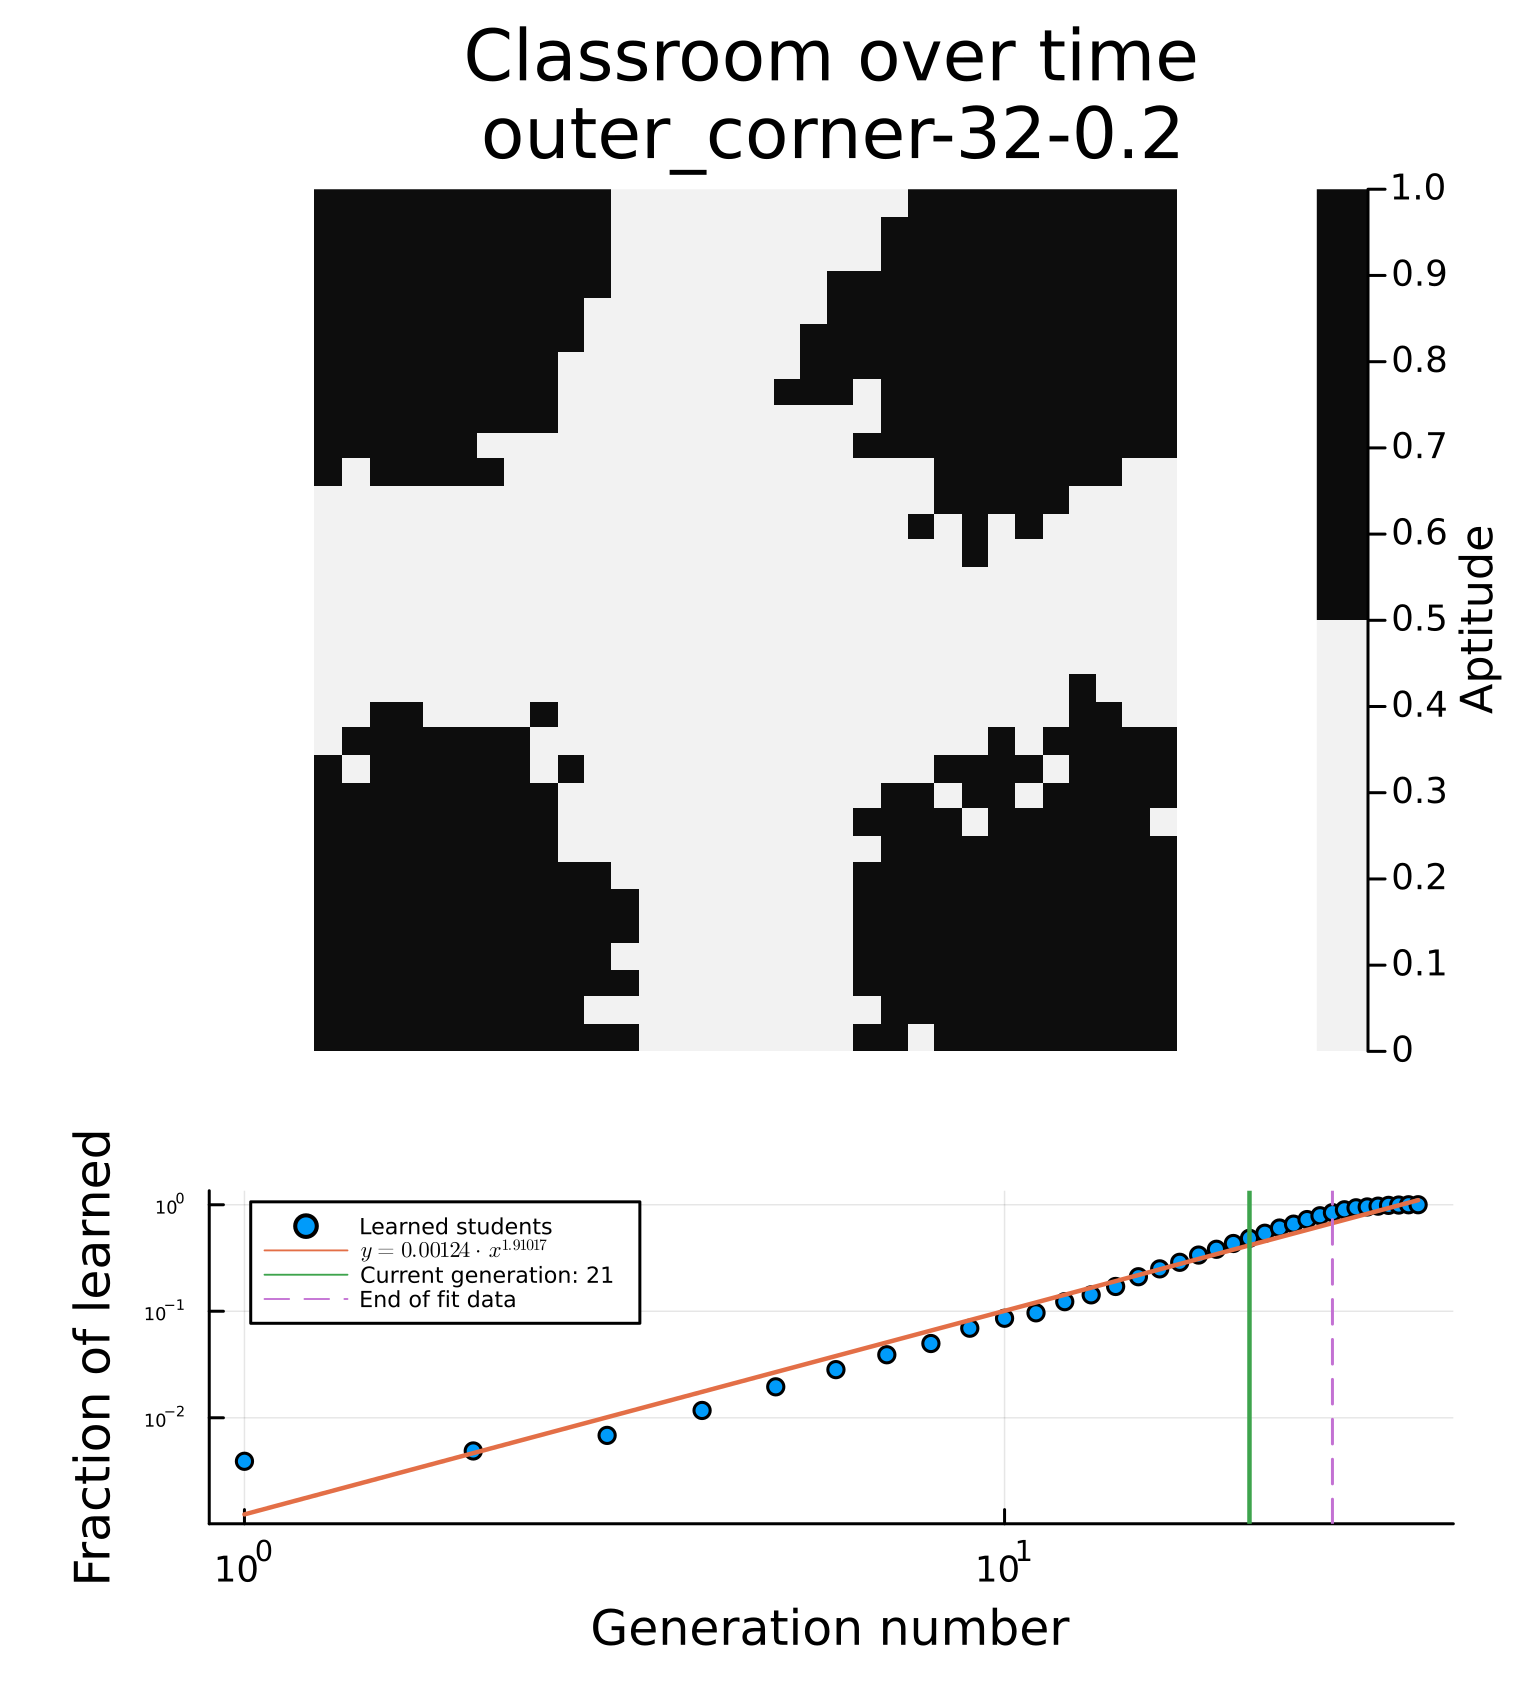 Classroom over time
outer_corner-32-0.2
1.0
0.9
0.8
0.7
0.6
0.5
0.4
0.3
0.2
0.1
0
Aptitude
Fraction of learned
10⁰
10⁻¹
10⁻²
Learned students
y = 0.00124 · x^1.91017
Current generation: 21
End of fit data
10⁰
10¹
Generation number